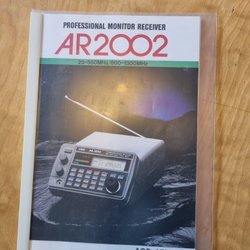 PROFESSIONAL MONITOR RECEIVER
AR2002
25~550MHz, 800~1300MHz